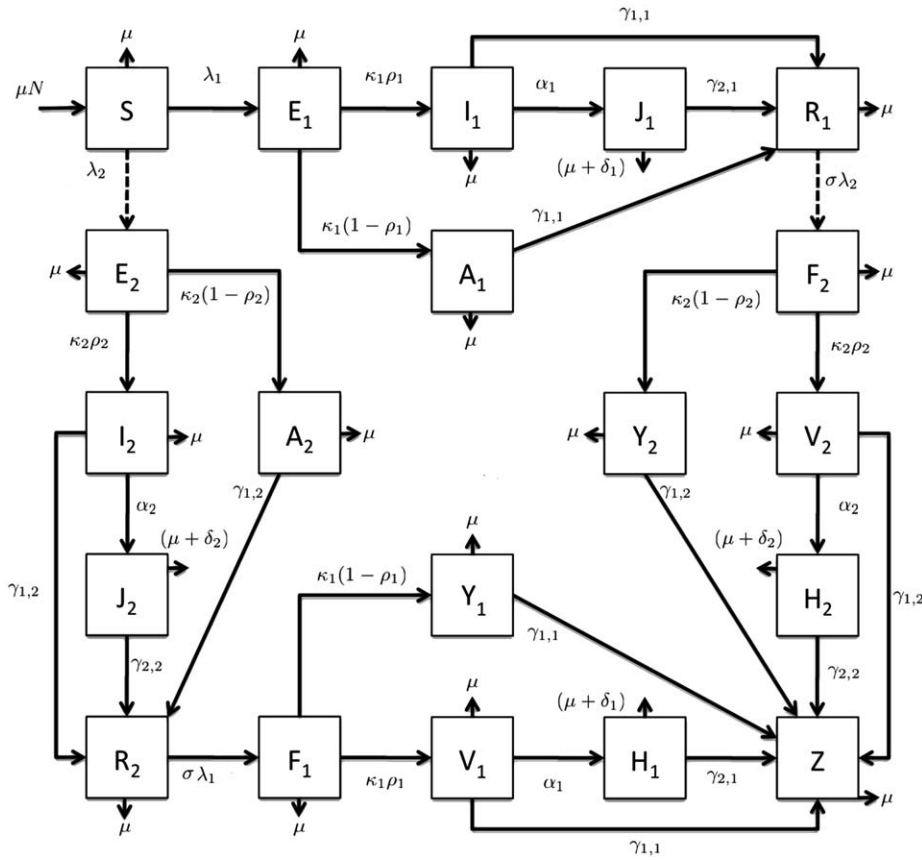 γ₁,₁
μ μ
μN S λ₁ E₁ κ₁ρ₁ I₁ α₁ J₁ γ₂,₁ R₁ μ
λ₂ μ (μ + δ₁) σλ₂
κ₁(1 − ρ₁) γ₁,₁
μ E₂ κ₂(1 − ρ₂) A₁ κ₂(1 − ρ₂) F₂ μ
μ
κ₂ρ₂ κ₂ρ₂
I₂ μ A₂ μ μ Y₂ μ V₂
γ₁,₂ γ₁,₂
α₂ α₂
(μ + δ₂) μ (μ + δ₂)
γ₁,₂ J₂ κ₁(1 − ρ₁) Y₁ H₂ γ₁,₂
γ₁,₁
γ₂,₂ γ₂,₂
μ (μ + δ₁)
R₂ σλ₁ F₁ κ₁ρ₁ V₁ α₁ H₁ γ₂,₁ Z
μ μ μ
γ₁,₁